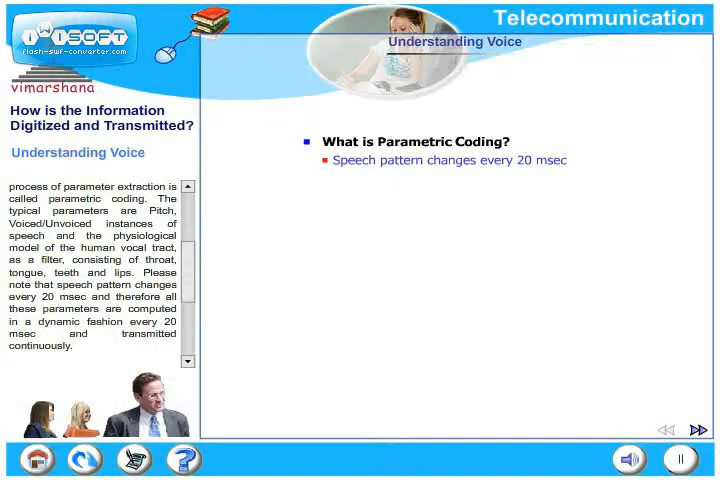 iWiSOFT
flash-swf-converter.com
vimarshana
Telecommunication
Understanding Voice
How is the Information
Digitized and Transmitted?
Understanding Voice
process of parameter extraction is
called parametric coding. The
typical parameters are Pitch,
Voiced/Unvoiced instances of
speech and the physiological
model of the human vocal tract,
as a filter, consisting of throat,
tongue, teeth and lips. Please
note that speech pattern changes
every 20 msec and therefore all
these parameters are computed
in a dynamic fashion every 20
msec and transmitted
continuously.
What is Parametric Coding?
Speech pattern changes every 20 msec